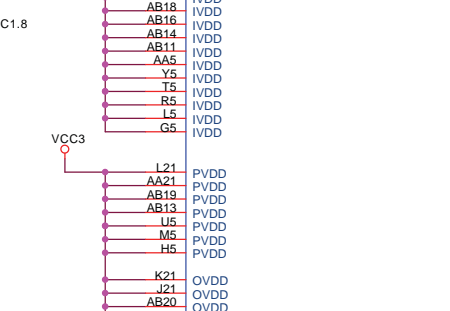 IVDD
AB18 IVDD
C1.8
AB16 IVDD
AB14 IVDD
AB11 IVDD
AA5 IVDD
Y5 IVDD
T5 IVDD
R5 IVDD
L5 IVDD
G5 IVDD
VCC3
L21 PVDD
AA21 PVDD
AB19 PVDD
AB13 PVDD
U5 PVDD
M5 PVDD
H5 PVDD
K21 OVDD
J21 OVDD
AB20 OVDD